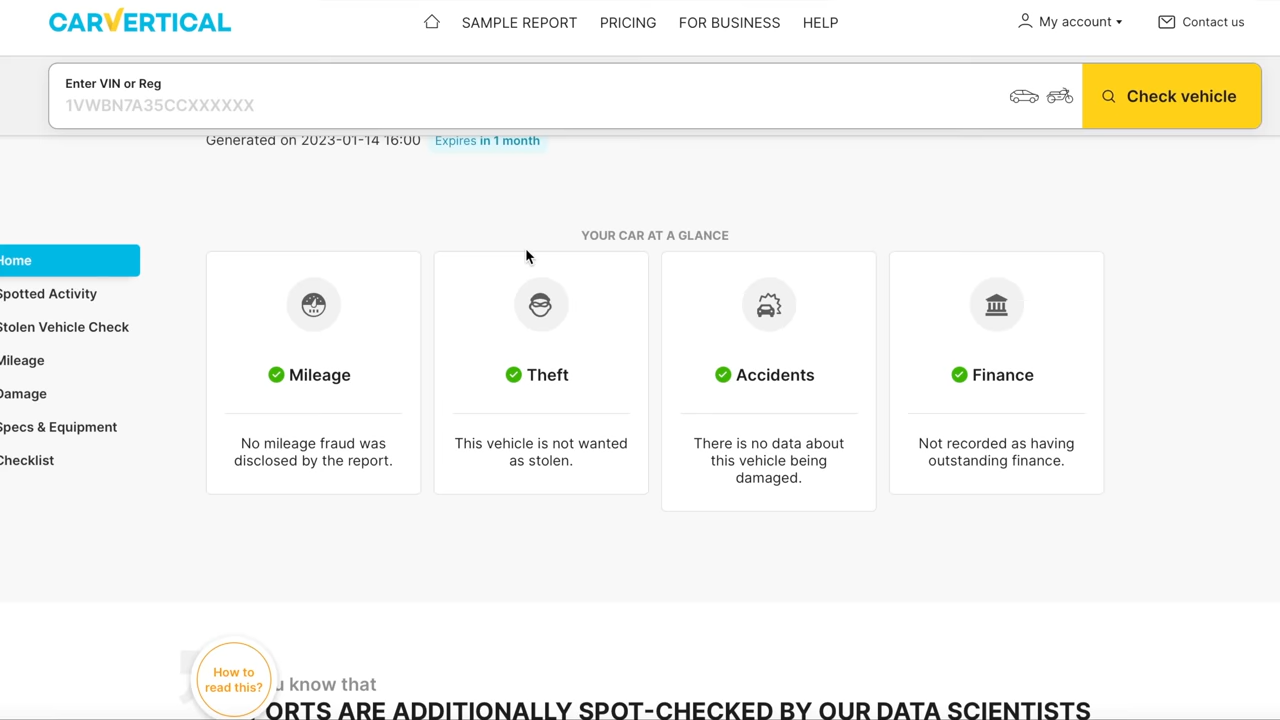 CARVERTICAL
SAMPLE REPORT
PRICING
FOR BUSINESS
HELP
My account
Contact us
Enter VIN or Reg
1VWBN7A35CCXXXXXX
Check vehicle
Generated on 2023-01-14 16:00
Expires in 1 month
YOUR CAR AT A GLANCE
Home
Spotted Activity
Stolen Vehicle Check
Mileage
Damage
Specs & Equipment
Checklist
Mileage
No mileage fraud was
disclosed by the report.
Theft
This vehicle is not wanted
as stolen.
Accidents
There is no data about
this vehicle being
damaged.
Finance
Not recorded as having
outstanding finance.
How to
read this?
u know that
ORTS ARE ADDITIONALLY SPOT-CHECKED BY OUR DATA SCIENTISTS